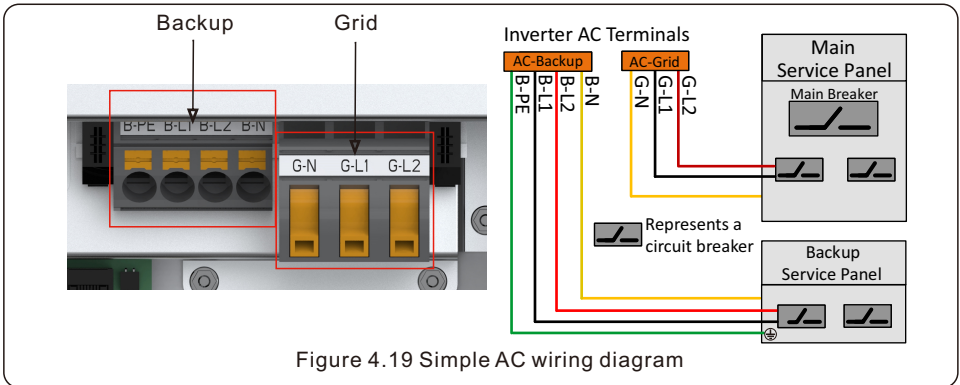 Backup
Grid
B-PE B-L1 B-L2 B-N
G-N G-L1 G-L2
Inverter AC Terminals
AC-Backup
AC-Grid
B-PE
B-L1
B-L2
B-N
G-N
G-L1
G-L2
Main
Service Panel
Main Breaker
Represents a
circuit breaker
Backup
Service Panel
Figure 4.19 Simple AC wiring diagram